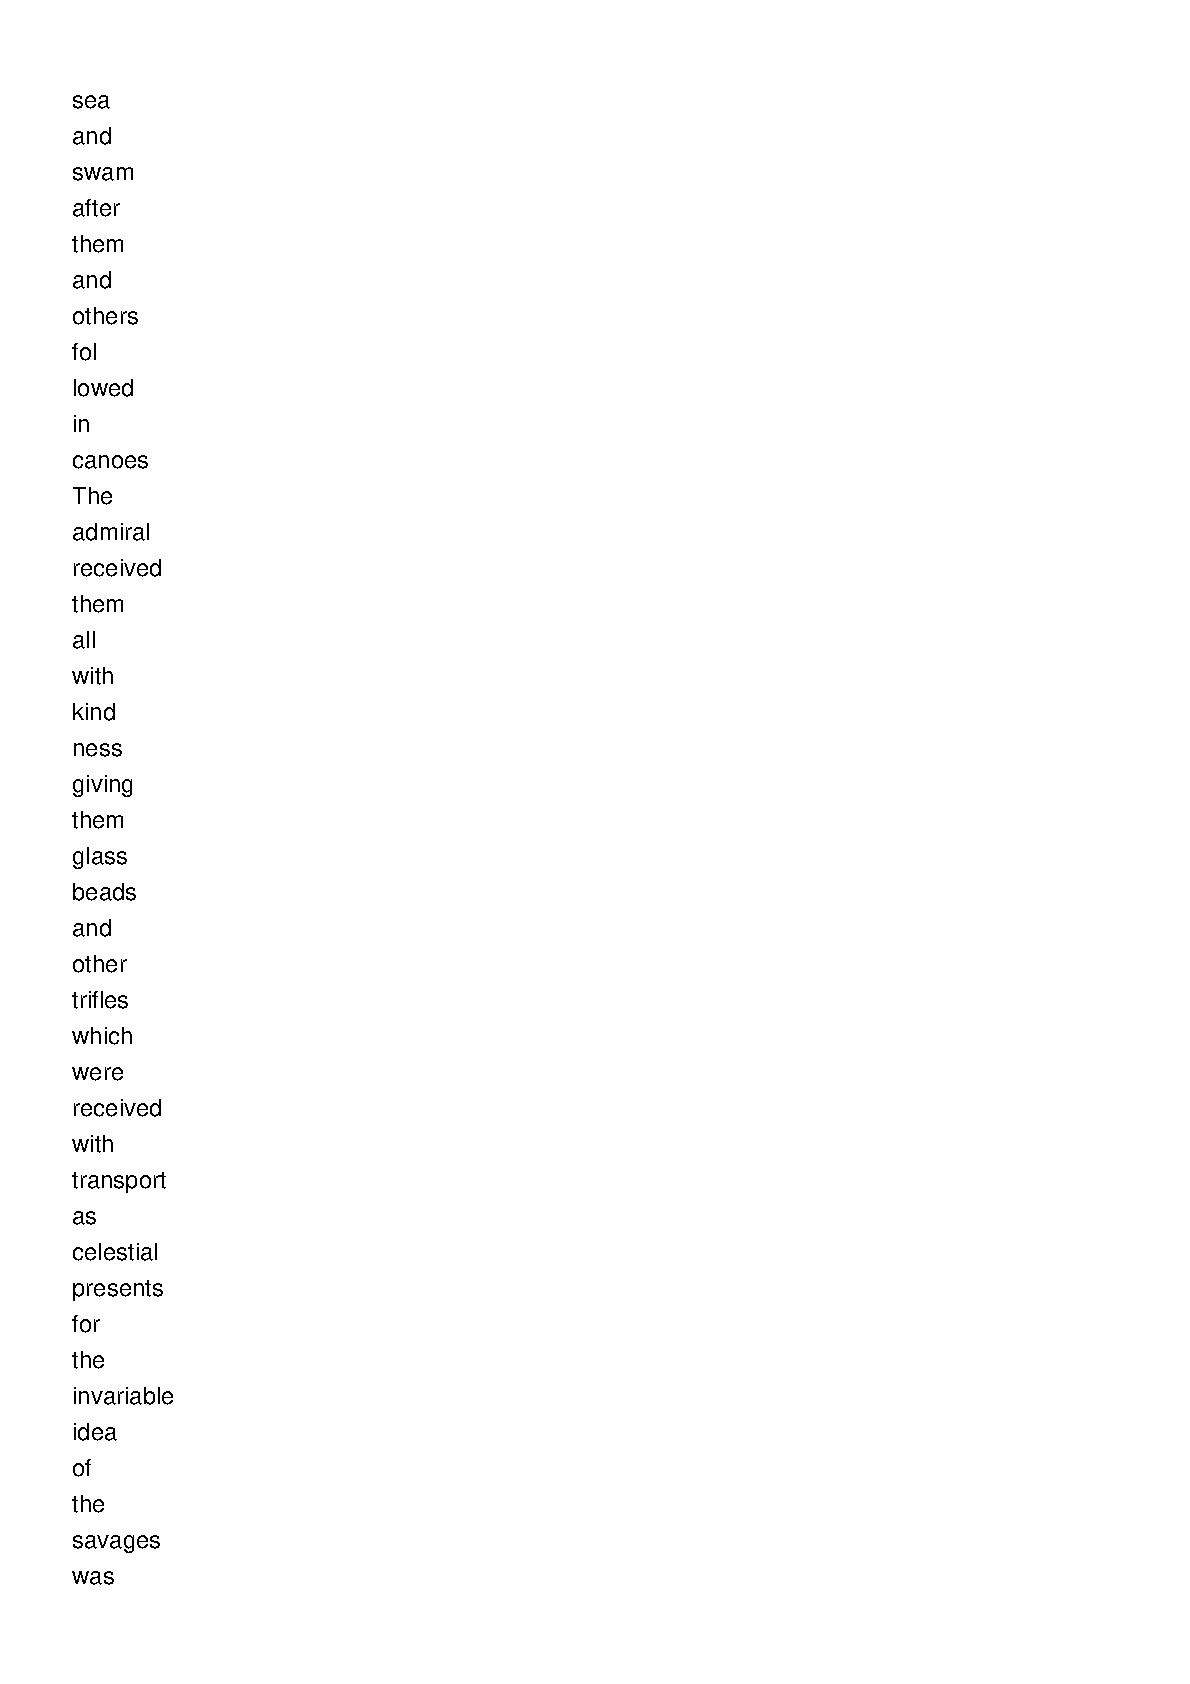 sea
and
swam
after
them
and
others
fol
lowed
in
canoes
The
admiral
received
them
all
with
kind
ness
giving
them
glass
beads
and
other
trifles
which
were
received
with
transport
as
celestial
presents
for
the
invariable
idea
of
the
savages
was